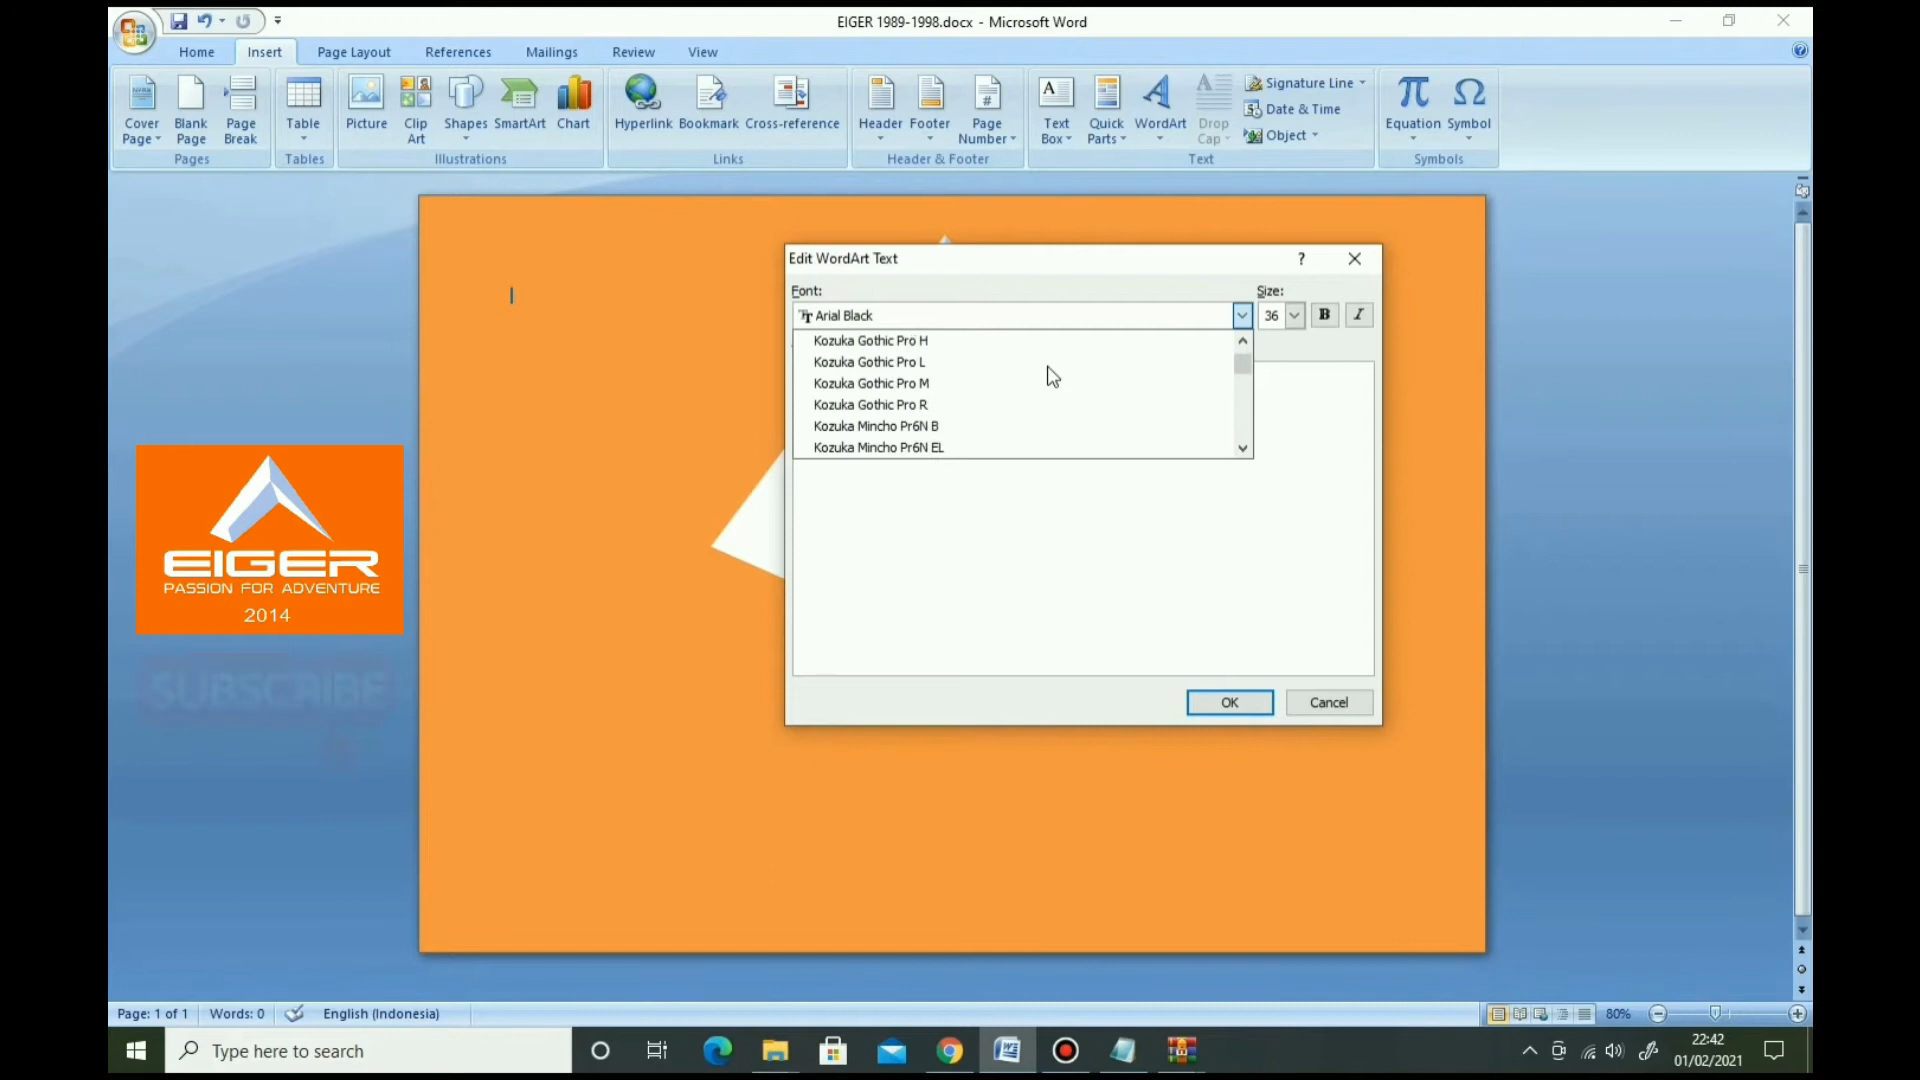 EIGER 1989-1998.docx - Microsoft Word
Home Insert Page Layout References Mailings Review View
Cover Page
Blank Page
Page Break
Table
Picture
Clip Art
Shapes
SmartArt
Chart
Hyperlink
Bookmark
Cross-reference
Header
Footer
Page Number
Text Box
Quick Parts
WordArt
Drop Cap
Signature Line
Date & Time
Object
Equation
Symbol
Pages Tables Illustrations Links Header & Footer Text Symbols
Edit WordArt Text ?
Font: Size:
Arial Black 36 B I
Kozuka Gothic Pro H
Kozuka Gothic Pro L
Kozuka Gothic Pro M
Kozuka Gothic Pro R
Kozuka Mincho Pr6N B
Kozuka Mincho Pr6N EL
OK Cancel
EIGER
PASSION FOR ADVENTURE
2014
SUBSCRIBE
Page: 1 of 1 Words: 0 English (Indonesia) 80%
Type here to search
22:42
01/02/2021